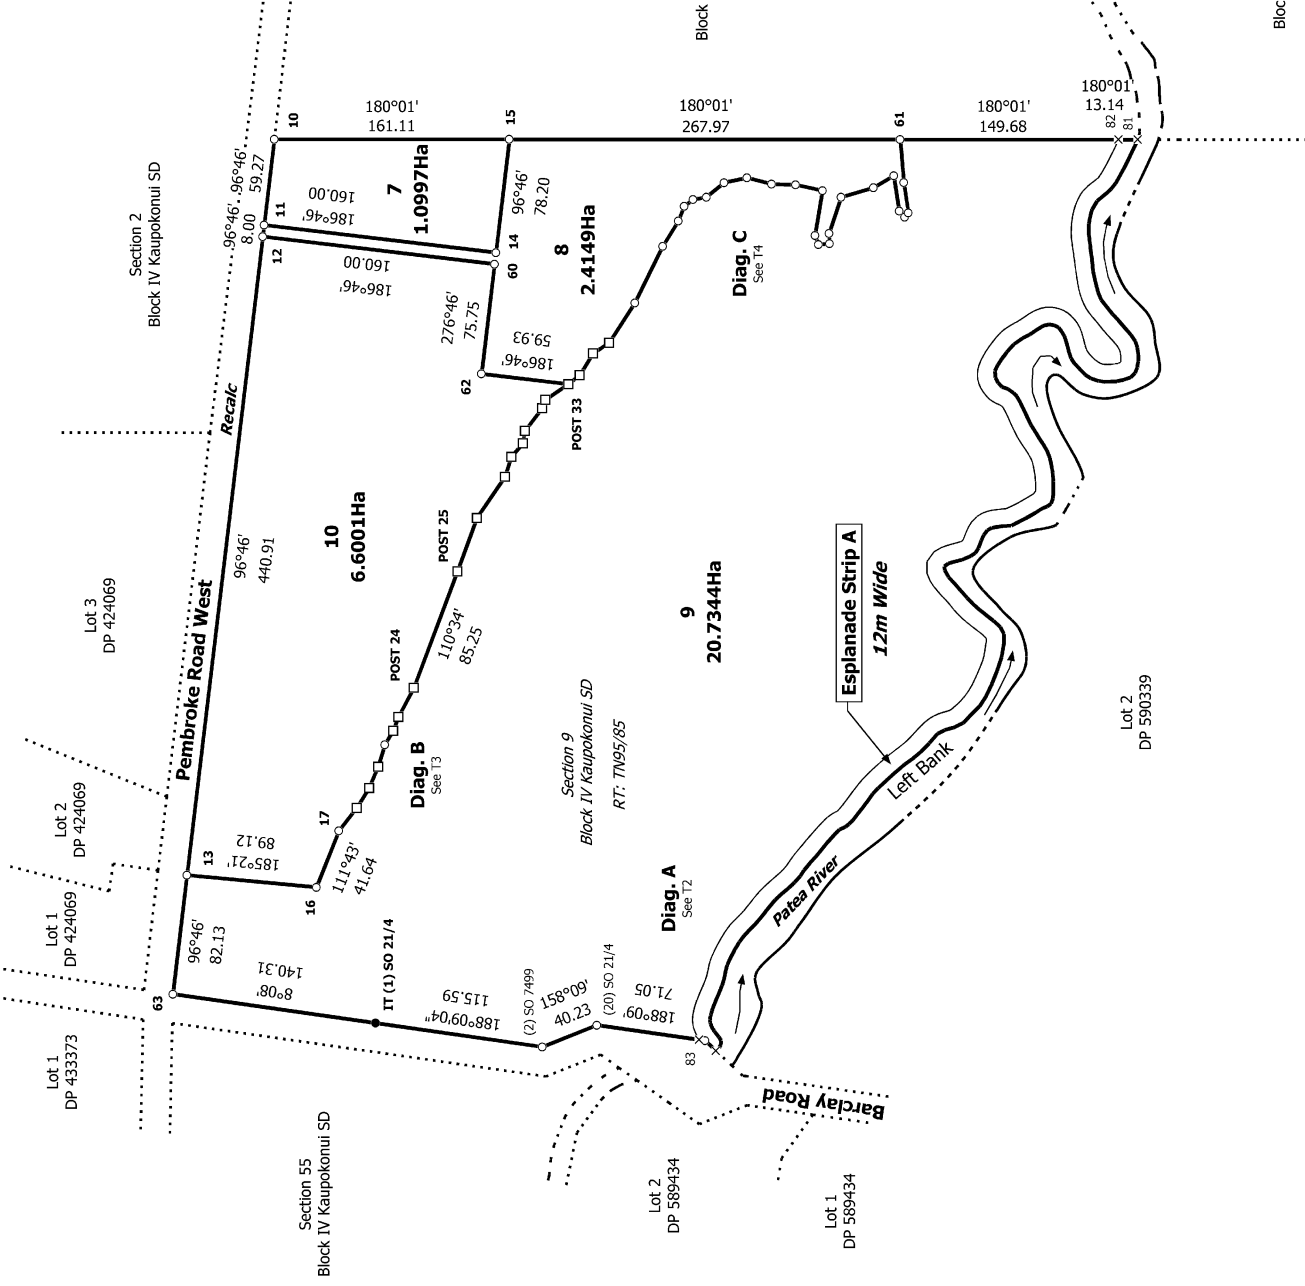 Block
Bloc
Section 2
Block IV Kaupokonui SD
96°46'
59.27
96°46'
8.00
10
11
12
180°01'
161.11
15
180°01'
267.97
61
180°01'
149.68
180°01'
13.14
82
81
7
1.0997Ha
160.00
186°46'
160.00
186°46'
96°46'
78.20
14
60
8
2.4149Ha
276°46'
75.75
62
59.93
186°46'
POST 33
Diag. C
See T4
Recalc
Lot 3
DP 424069
Pembroke Road West
96°46'
440.91
10
6.6001Ha
POST 25
POST 24
110°34'
85.25
9
20.7344Ha
Esplanade Strip A
12m Wide
Lot 2
DP 590339
Left Bank
Patea River
Section 9
Block IV Kaupokonui SD
RT: TN95/85
Diag. B
See T3
Diag. A
See T2
Lot 2
DP 424069
Lot 1
DP 424069
13
89.12
185°21'
17
111°43'
41.64
16
96°46'
82.13
63
140.31
8°08'
IT (1) SO 21/4
115.59
188°09'04"
(2) SO 7499
158°09'
40.23
(20) SO 21/4
71.05
188°09'
83
Lot 1
DP 433373
Section 55
Block IV Kaupokonui SD
Barclay Road
Lot 2
DP 589434
Lot 1
DP 589434